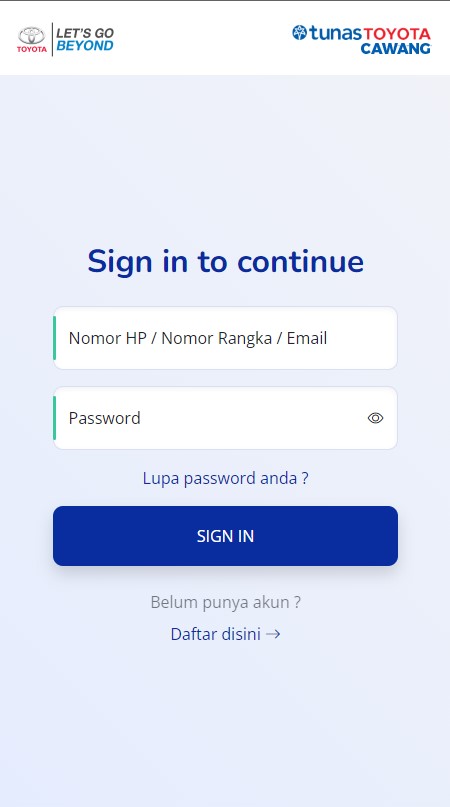 TOYOTA
LET'S GO
BEYOND
tunas TOYOTA
CAWANG
Sign in to continue
Nomor HP / Nomor Rangka / Email
Password
Lupa password anda ?
SIGN IN
Belum punya akun ?
Daftar disini →